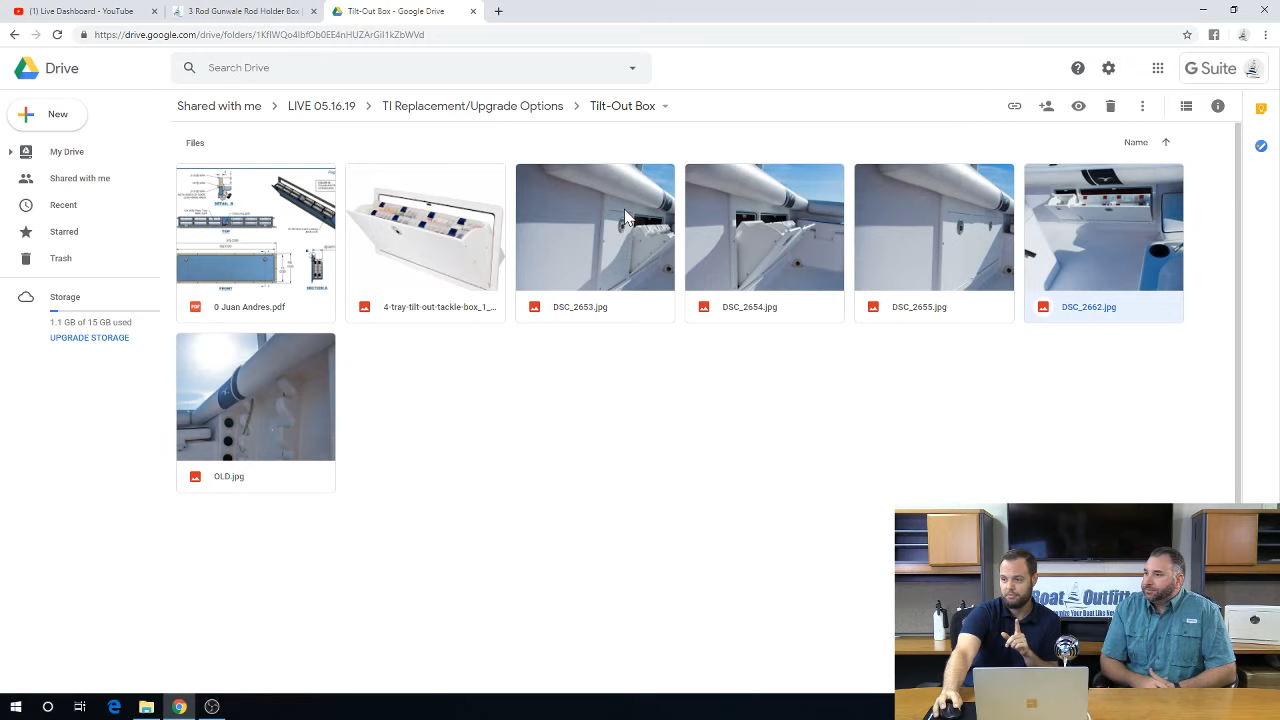 (1) Live Dashboard - YouTube
3 Rod Gunwale Rod Holder Box |
Tilt-Out Box - Google Drive
https://drive.google.com/drive/folders/
Drive
Search Drive
G Suite
New
Shared with me > LIVE 05.16.19 > TI Replacement/Upgrade Options > Tilt-Out Box
Files
Name
My Drive
Shared with me
Recent
Starred
Trash
Storage
1.1 GB of 15 GB used
UPGRADE STORAGE
PDF
0 Juan Andres.pdf
4-tray-tilt-out-tackle-box_1_...
DSC_2653.jpg
DSC_2654.jpg
DSC_2655.jpg
DSC_2662.jpg
OLD.jpg
Boat Outfitte